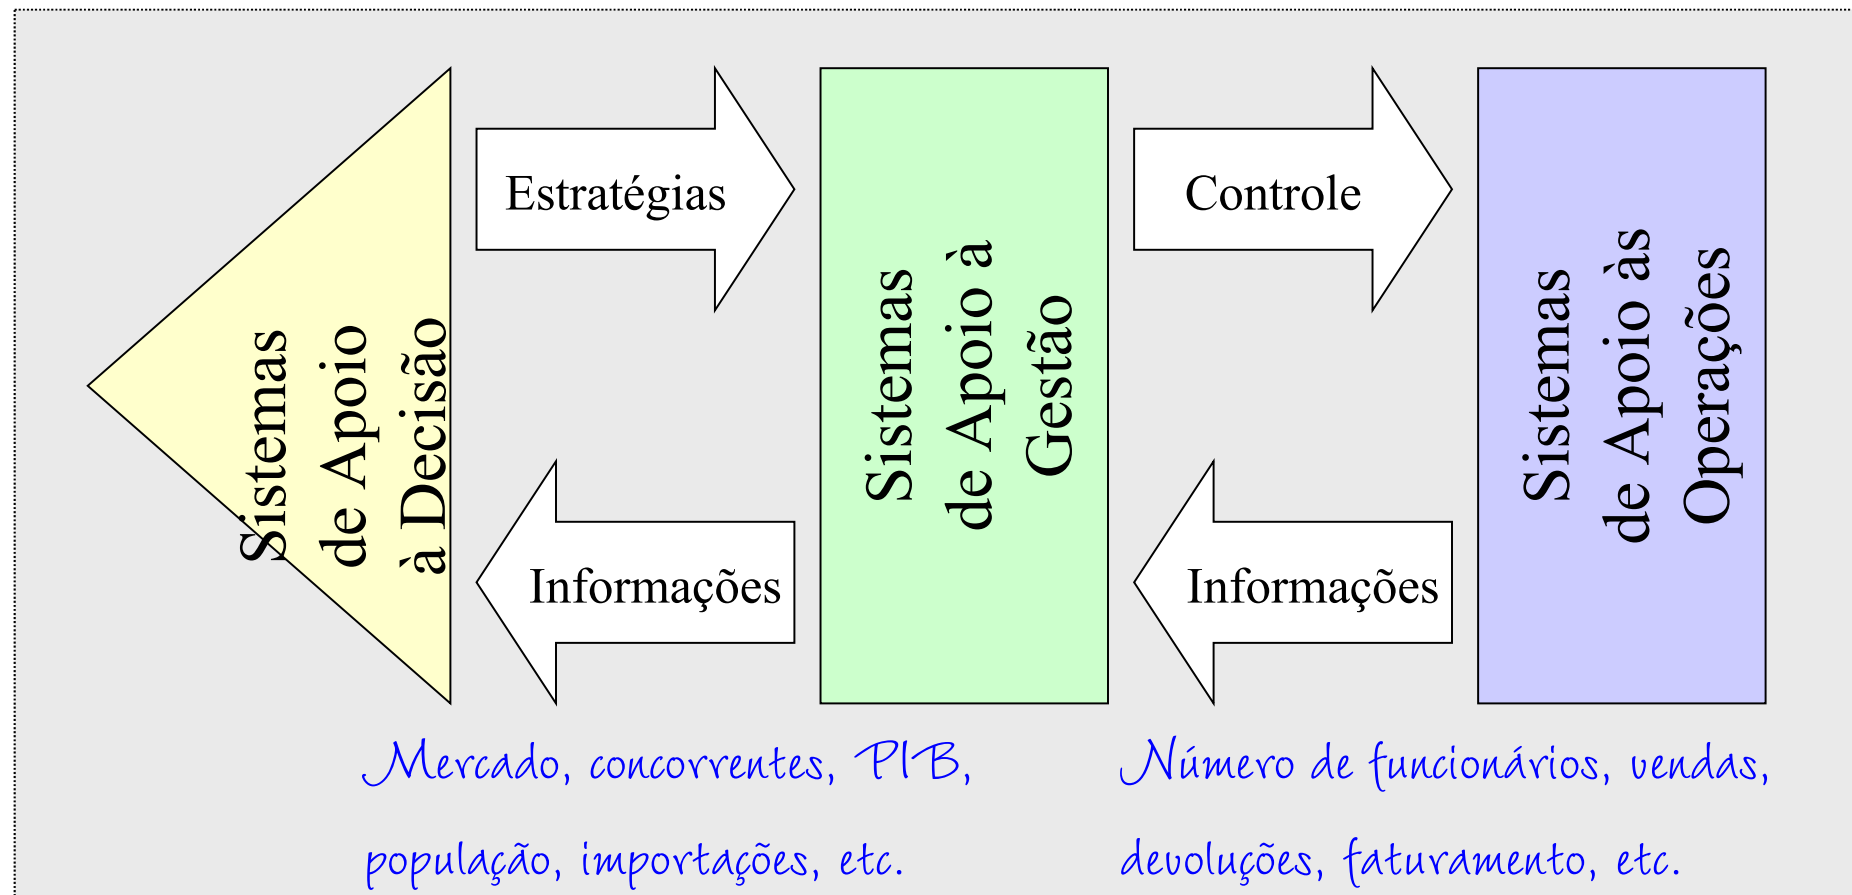 Sistemas
de Apoio
à Decisão
Estratégias
Informações
Sistemas
de Apoio à
Gestão
Controle
Informações
Sistemas
de Apoio às
Operações
Mercado, concorrentes, PIB,
população, importações, etc.
Número de funcionários, vendas,
devoluções, faturamento, etc.